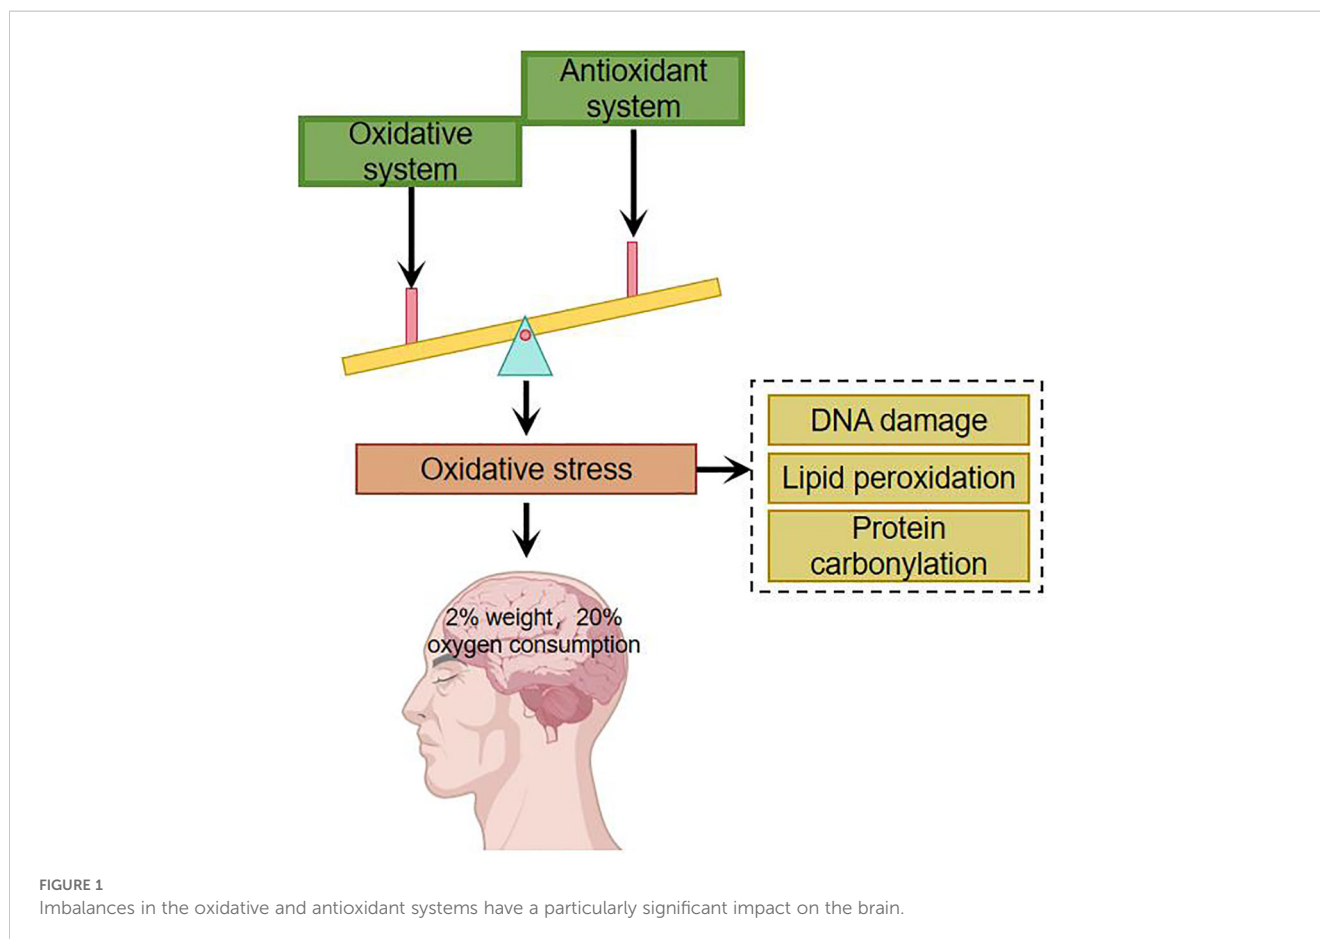 Antioxidant
system
Oxidative
system
DNA damage
Oxidative stress
Lipid peroxidation
Protein
carbonylation
2% weight, 20%
oxygen consumption
FIGURE 1
Imbalances in the oxidative and antioxidant systems have a particularly significant impact on the brain.